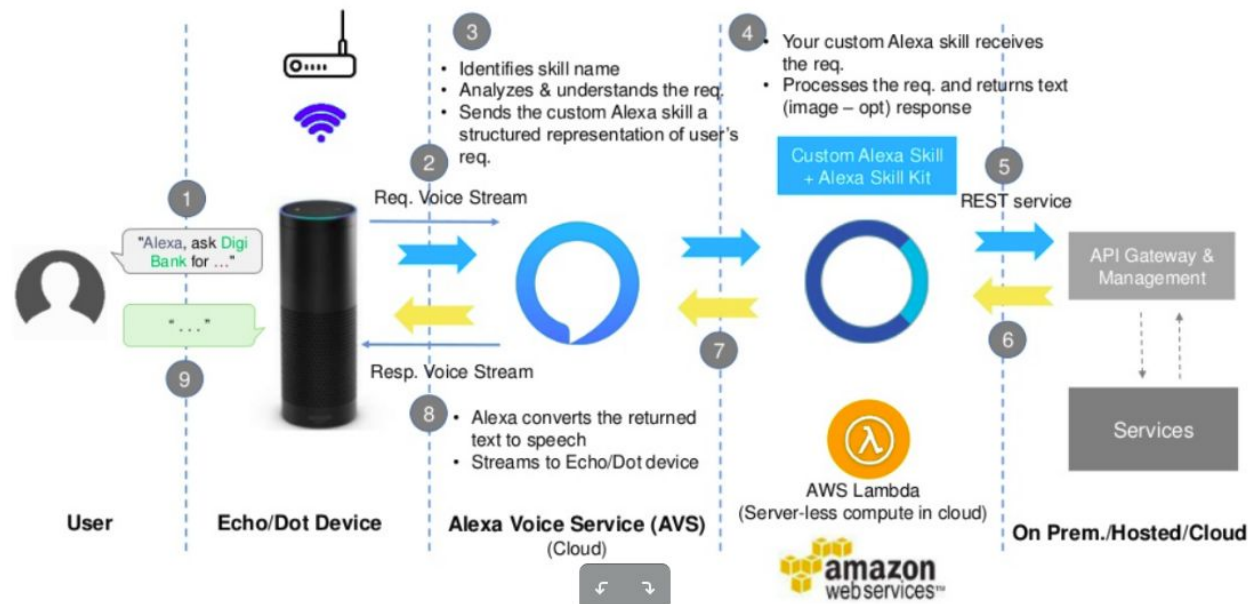 3
• Identifies skill name
• Analyzes & understands the req.
• Sends the custom Alexa skill a
structured representation of user's
req.
4
• Your custom Alexa skill receives
the req.
• Processes the req. and returns text
(image – opt) response
Custom Alexa Skill
+ Alexa Skill Kit
1
"Alexa, ask Digi
Bank for ..."
2
Req. Voice Stream
5
REST service
API Gateway &
Management
6
Services
7
Resp. Voice Stream
8
• Alexa converts the returned
text to speech
• Streams to Echo/Dot device
"..."
9
λ
AWS Lambda
(Server-less compute in cloud)
amazon
webservices™
User
Echo/Dot Device
Alexa Voice Service (AVS)
(Cloud)
On Prem./Hosted/Cloud